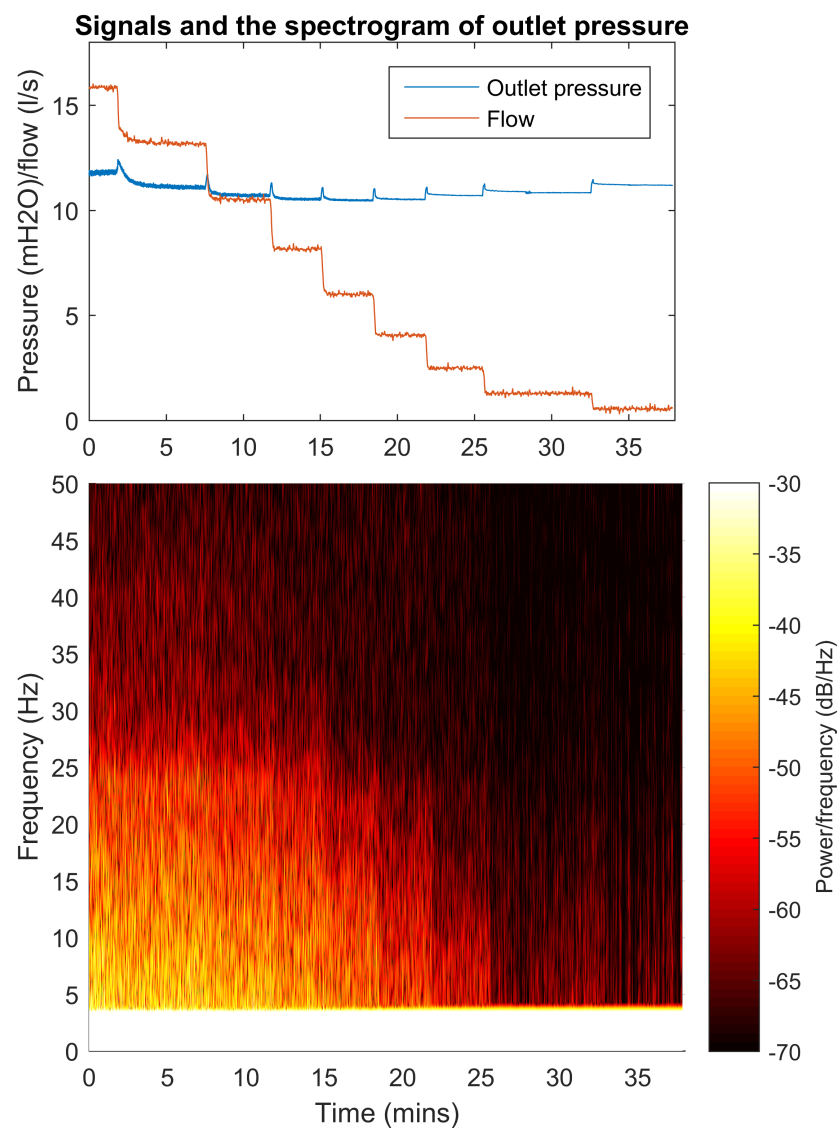 Signals and the spectrogram of outlet pressure
Pressure (mH2O)/flow (l/s)
15
10
5
0
Outlet pressure
Flow
0 5 10 15 20 25 30 35
Frequency (Hz)
50
45
40
35
30
25
20
15
10
5
0
0 5 10 15 20 25 30 35
Time (mins)
-30
-35
-40
-45
-50
-55
-60
-65
-70
Power/frequency (dB/Hz)